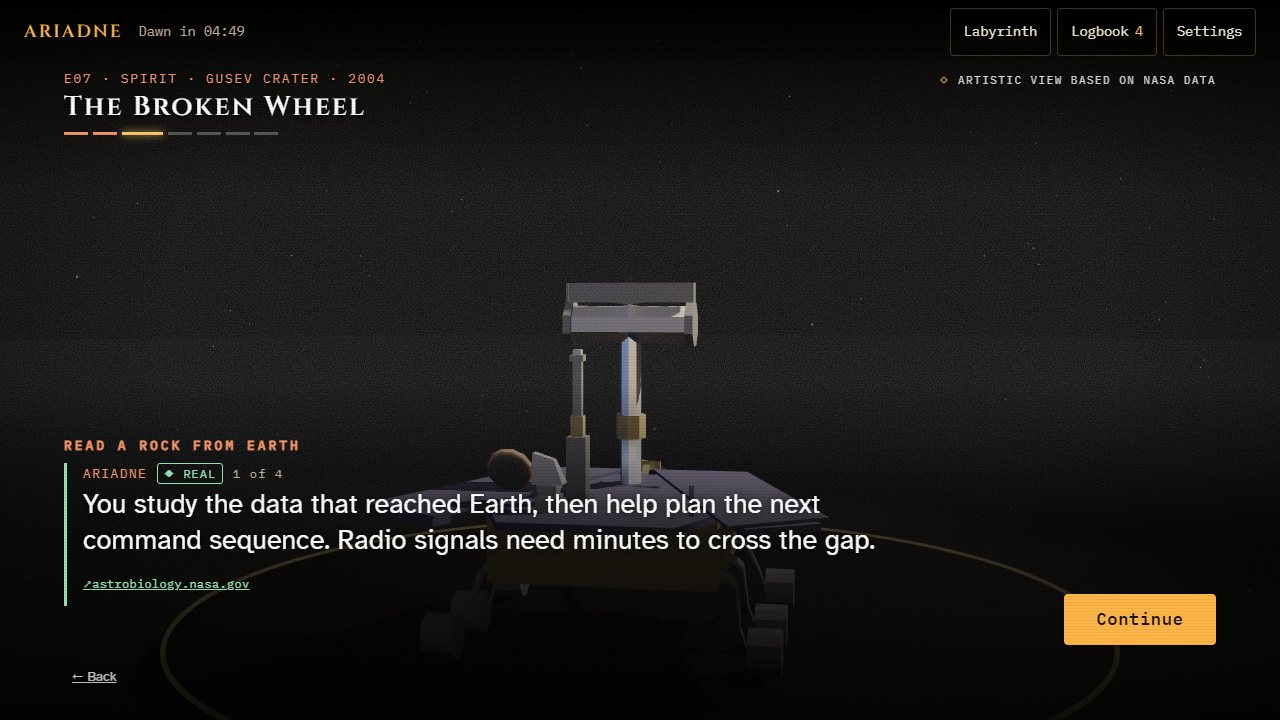 ARIADNE Dawn in 04:49 Labyrinth Logbook 4 Settings
E07 · SPIRIT · GUSEV CRATER · 2004
◇ ARTISTIC VIEW BASED ON NASA DATA
The Broken Wheel
READ A ROCK FROM EARTH
ARIADNE ◆ REAL 1 of 4
You study the data that reached Earth, then help plan the next
command sequence. Radio signals need minutes to cross the gap.
↗astrobiology.nasa.gov
Continue
← Back